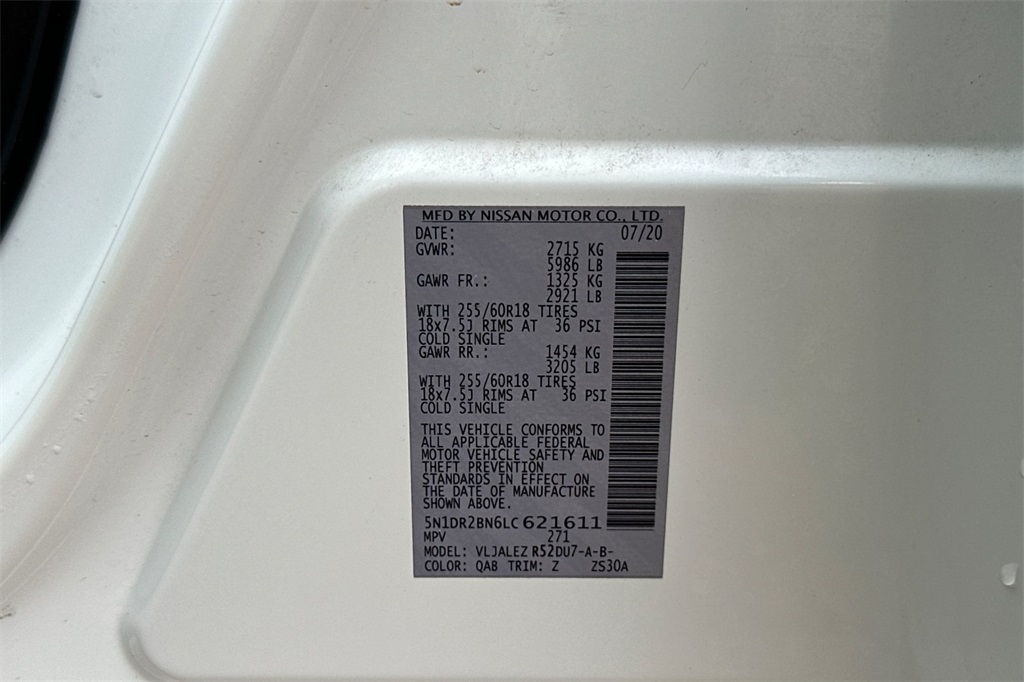 MFD BY NISSAN MOTOR CO., LTD.
DATE: 07/20
GVWR: 2715 KG
5986 LB
GAWR FR.: 1325 KG
2921 LB
WITH 255/60R18 TIRES
18x7.5J RIMS AT 36 PSI
COLD SINGLE
GAWR RR.: 1454 KG
3205 LB
WITH 255/60R18 TIRES
18x7.5J RIMS AT 36 PSI
COLD SINGLE
THIS VEHICLE CONFORMS TO
ALL APPLICABLE FEDERAL
MOTOR VEHICLE SAFETY AND
THEFT PREVENTION
STANDARDS IN EFFECT ON
THE DATE OF MANUFACTURE
SHOWN ABOVE.
5N1DR2BN6LC 621611
MPV 271
MODEL: VLJALEZ R52DU7-A-B-
COLOR: QAB TRIM: Z ZS30A